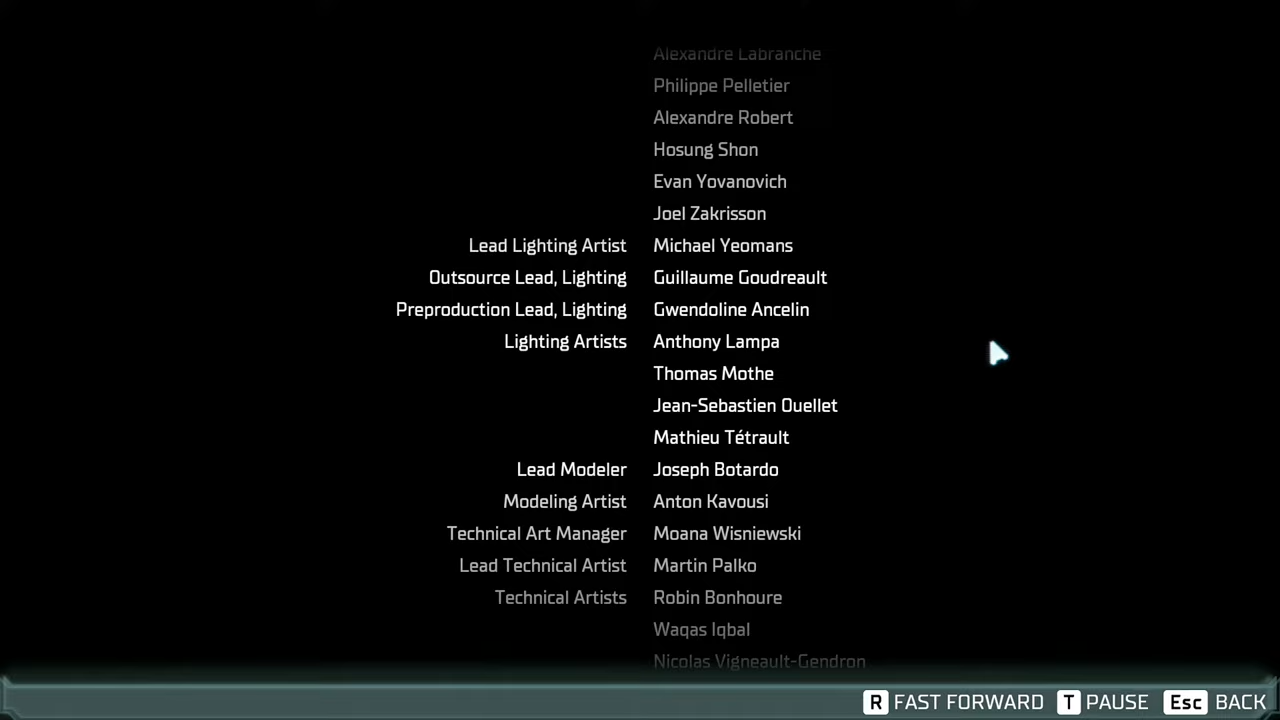 Alexandre Labranche
Philippe Pelletier
Alexandre Robert
Hosung Shon
Evan Yovanovich
Joel Zakrisson
Lead Lighting Artist Michael Yeomans
Outsource Lead, Lighting Guillaume Goudreault
Preproduction Lead, Lighting Gwendoline Ancelin
Lighting Artists Anthony Lampa
Thomas Mothe
Jean-Sebastien Ouellet
Mathieu Tétrault
Lead Modeler Joseph Botardo
Modeling Artist Anton Kavousi
Technical Art Manager Moana Wisniewski
Lead Technical Artist Martin Palko
Technical Artists Robin Bonhoure
Waqas Iqbal
Nicolas Vigneault-Gendron
R FAST FORWARD T PAUSE Esc BACK